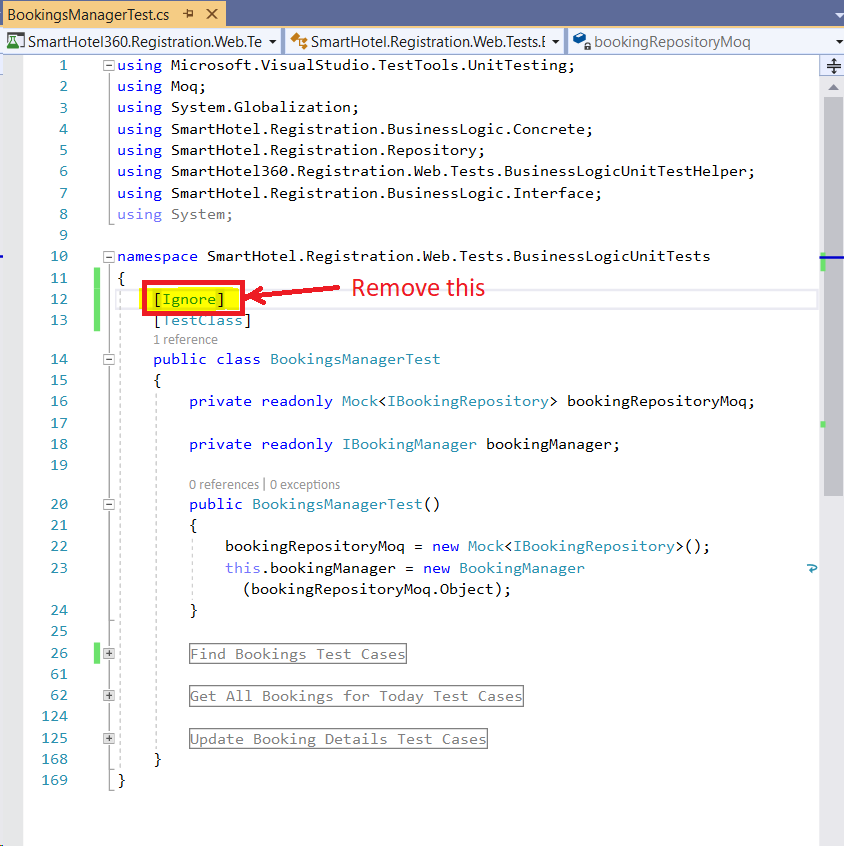 BookingsManagerTest.cs
SmartHotel360.Registration.Web.Te
SmartHotel.Registration.Web.Tests.B
bookingRepositoryMoq
1 using Microsoft.VisualStudio.TestTools.UnitTesting;
2 using Moq;
3 using System.Globalization;
4 using SmartHotel.Registration.BusinessLogic.Concrete;
5 using SmartHotel.Registration.Repository;
6 using SmartHotel360.Registration.Web.Tests.BusinessLogicUnitTestHelper;
7 using SmartHotel.Registration.BusinessLogic.Interface;
8 using System;
9
10 namespace SmartHotel.Registration.Web.Tests.BusinessLogicUnitTests
11 {
12 [Ignore] Remove this
13 [TestClass]
1 reference
14 public class BookingsManagerTest
15 {
16 private readonly Mock<IBookingRepository> bookingRepositoryMoq;
17
18 private readonly IBookingManager bookingManager;
19
0 references | 0 exceptions
20 public BookingsManagerTest()
21 {
22 bookingRepositoryMoq = new Mock<IBookingRepository>();
23 this.bookingManager = new BookingManager
(bookingRepositoryMoq.Object);
24 }
25
26 Find Bookings Test Cases
61
62 Get All Bookings for Today Test Cases
124
125 Update Booking Details Test Cases
168 }
169 }